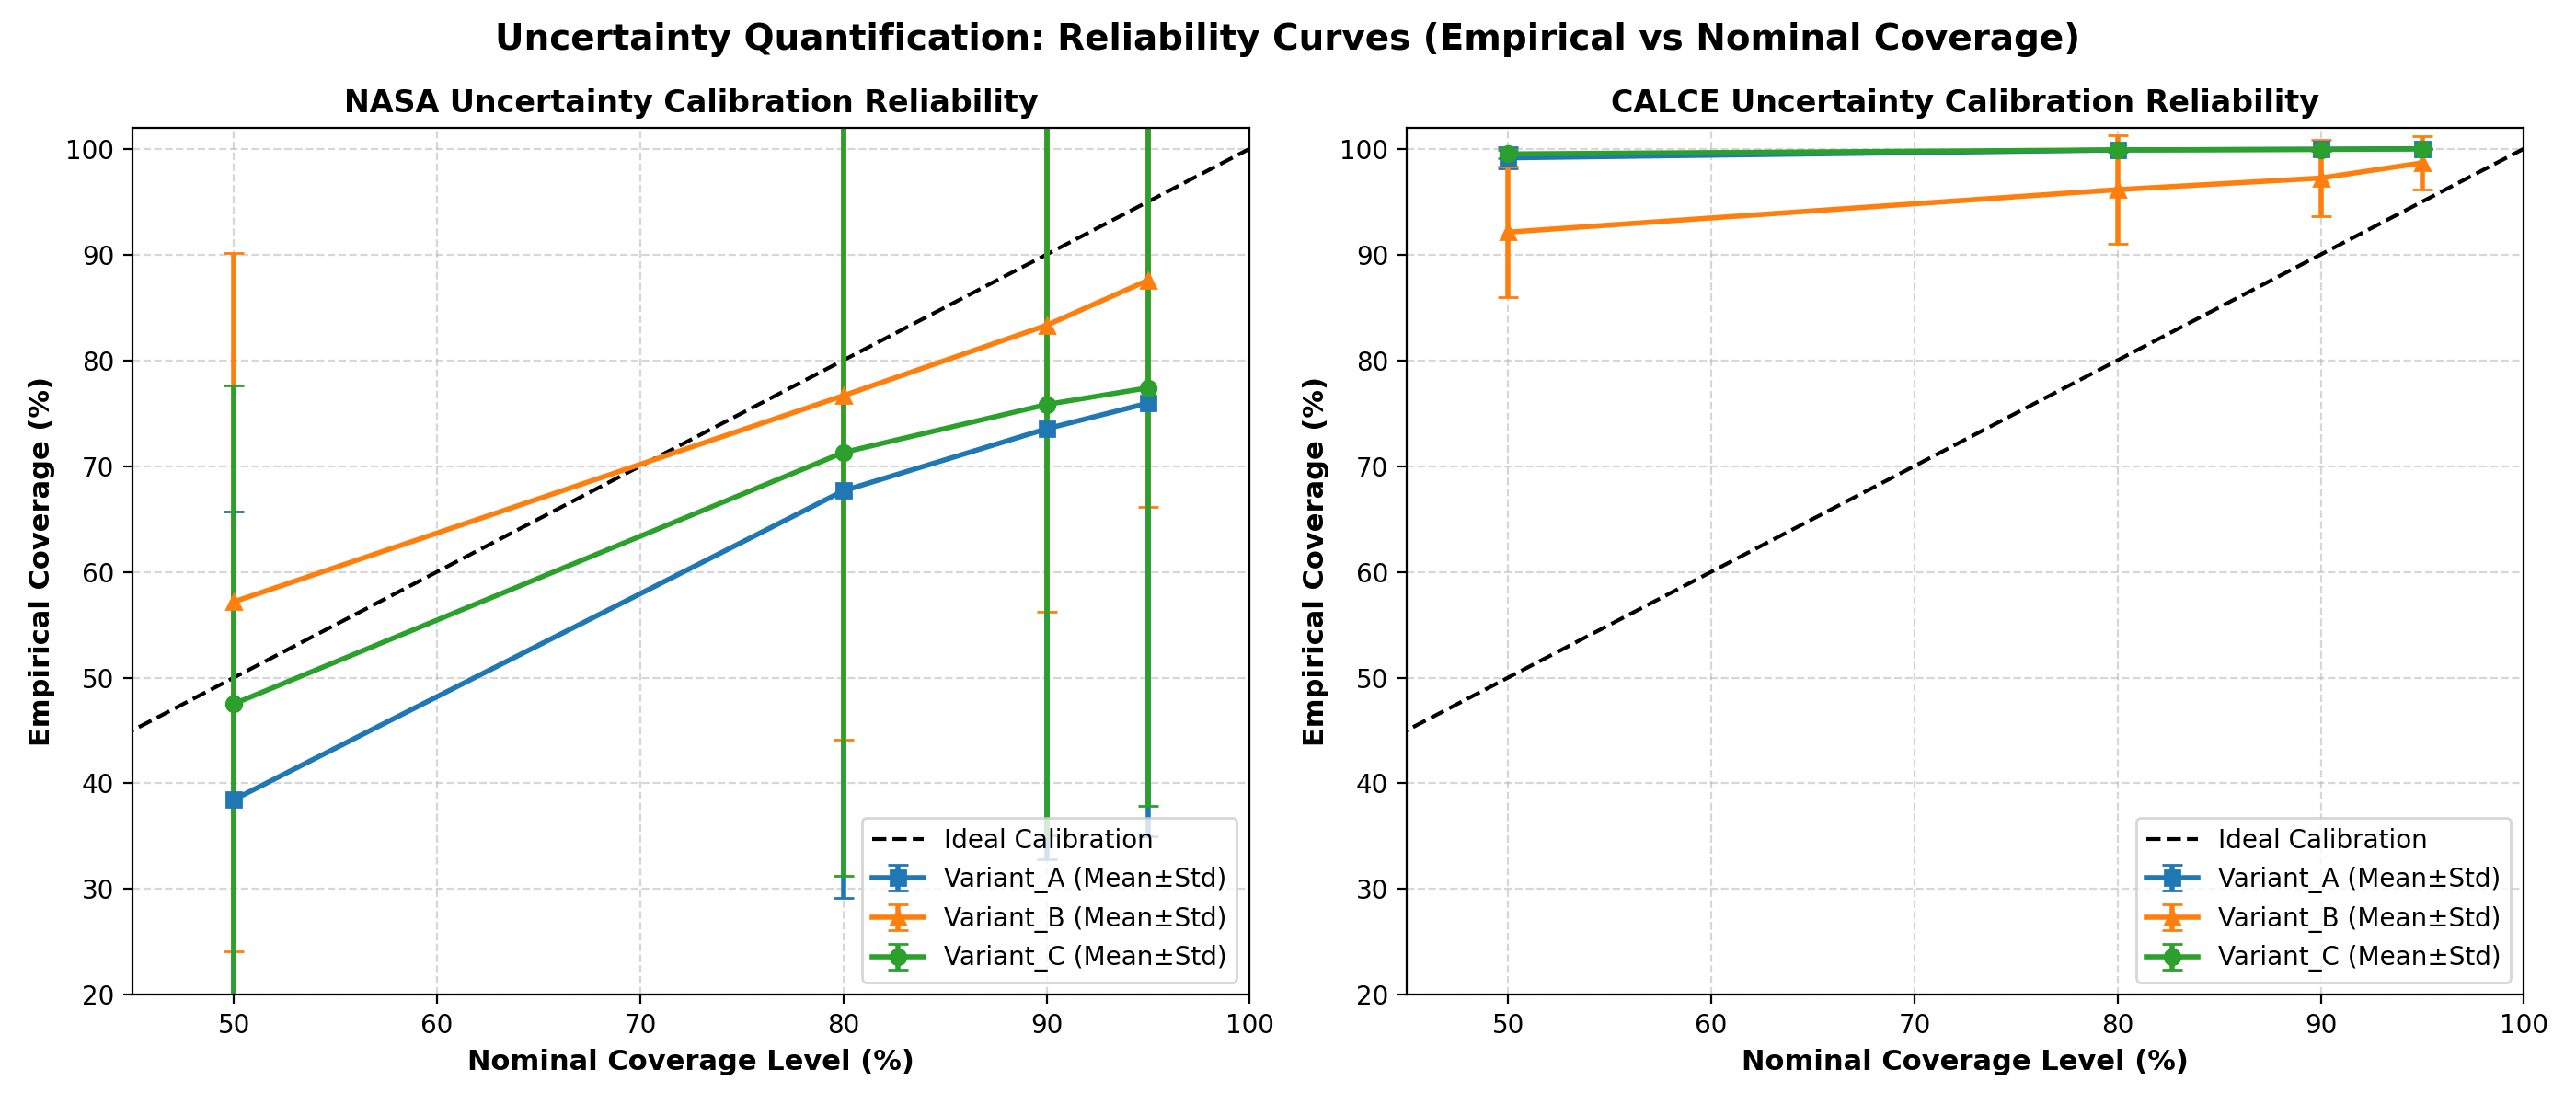 Uncertainty Quantification: Reliability Curves (Empirical vs Nominal Coverage)
NASA Uncertainty Calibration Reliability
Empirical Coverage (%)
100
90
80
70
60
50
40
30
20
50
60
70
80
90
100
Nominal Coverage Level (%)
Ideal Calibration
Variant_A (Mean±Std)
Variant_B (Mean±Std)
Variant_C (Mean±Std)
CALCE Uncertainty Calibration Reliability
Empirical Coverage (%)
100
90
80
70
60
50
40
30
20
50
60
70
80
90
100
Nominal Coverage Level (%)
Ideal Calibration
Variant_A (Mean±Std)
Variant_B (Mean±Std)
Variant_C (Mean±Std)